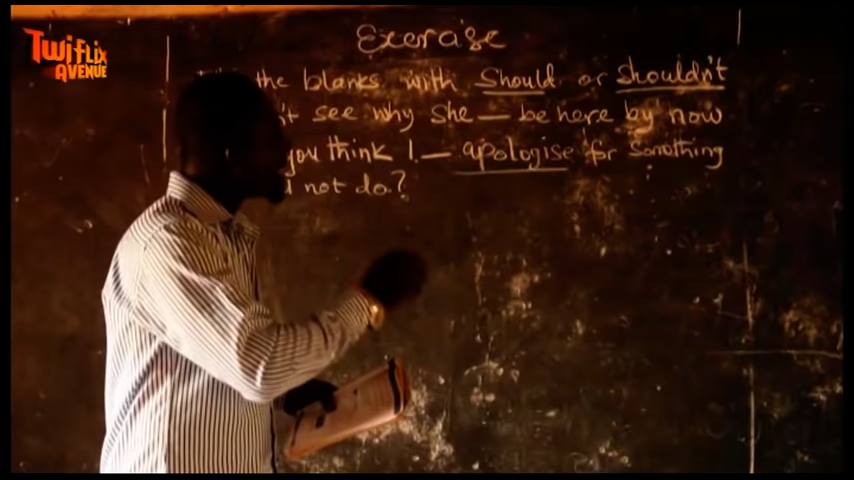 TWIFLIX
AVENUE
Exercise
the blanks with should or shouldn't
't see why she — be here by now
you think I — apologise for Somthing
not do?